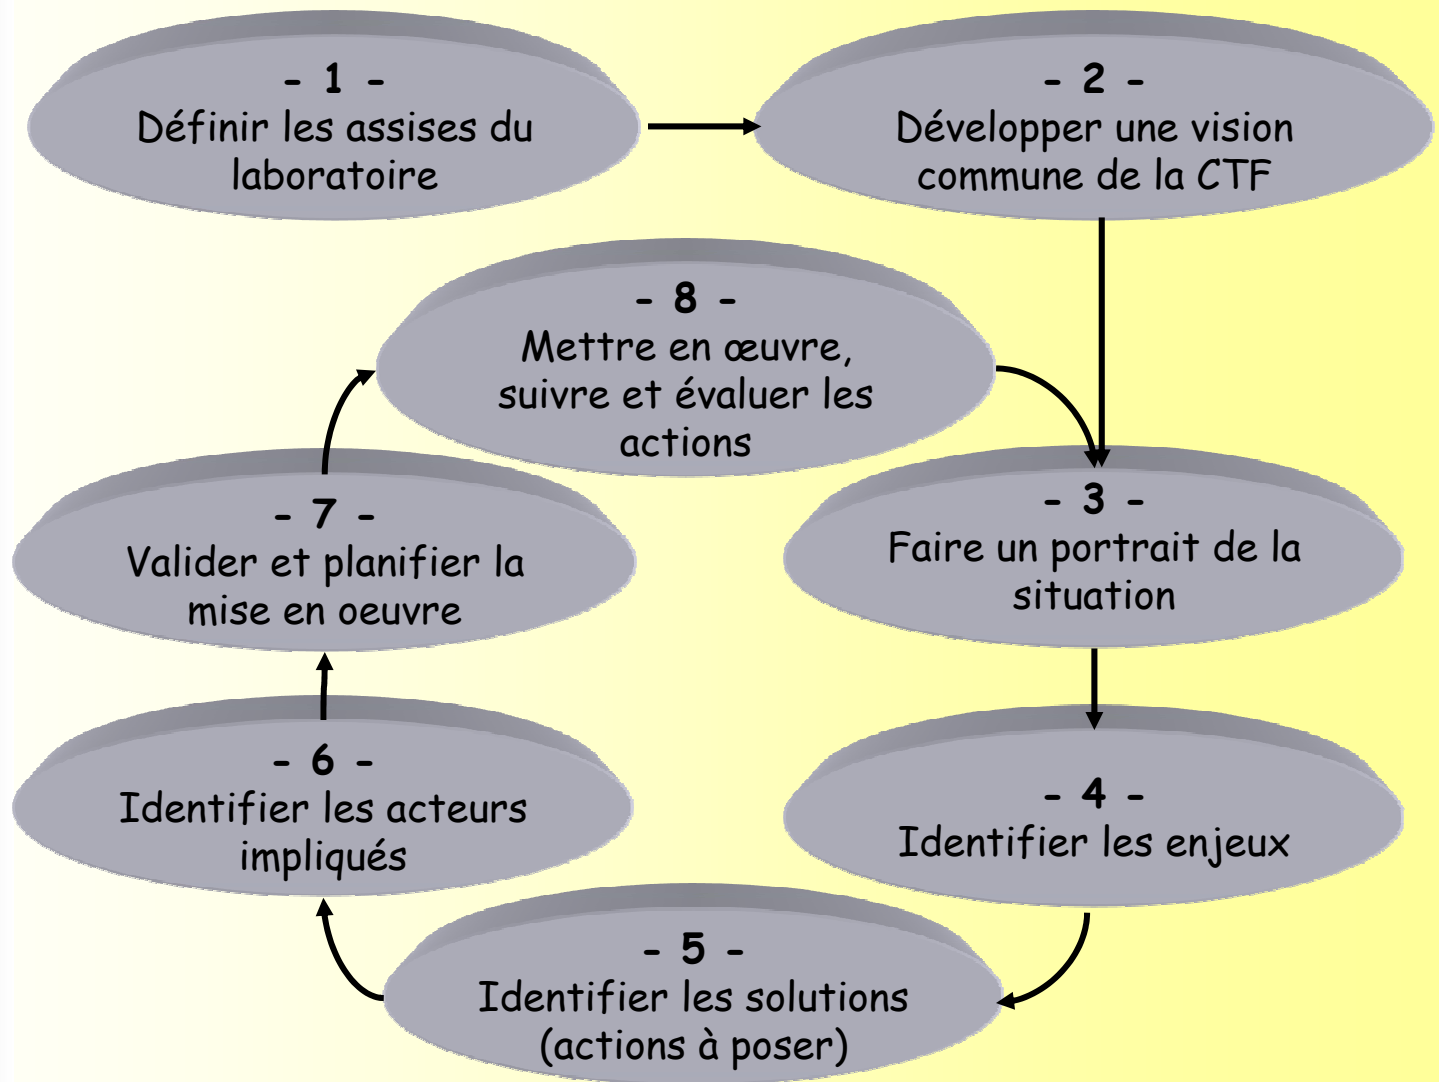 - 1 -
Définir les assises du
laboratoire
- 2 -
Développer une vision
commune de la CTF
- 3 -
Faire un portrait de la
situation
- 4 -
Identifier les enjeux
- 5 -
Identifier les solutions
(actions à poser)
- 6 -
Identifier les acteurs
impliqués
- 7 -
Valider et planifier la
mise en oeuvre
- 8 -
Mettre en œuvre,
suivre et évaluer les
actions